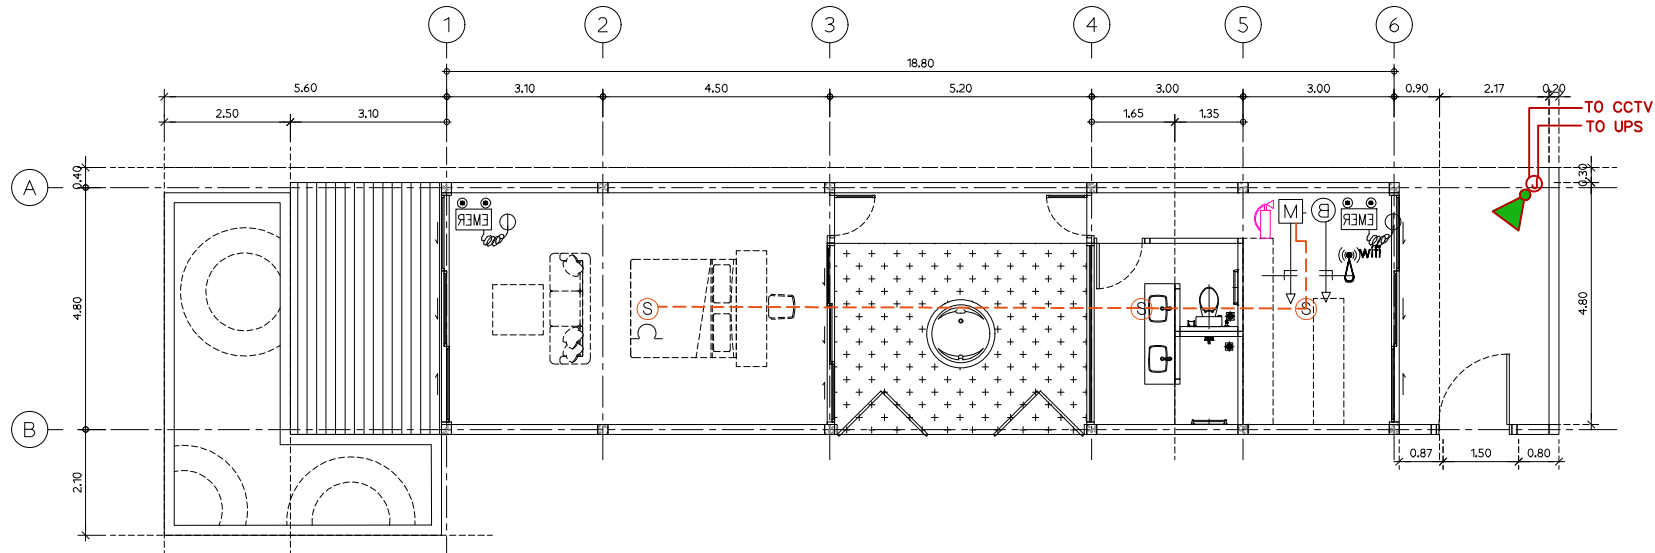 1 2 3 4 5 6
18.80
5.60 3.10 4.50 5.20 3.00 3.00 0.90 2.17 0.20
2.50 3.10 1.65 1.35
TO CCTV
TO UPS
0.40
0.30
A
EMER
M
B
EMER
wifi
S S S
4.80
4.80
B
0.87 1.50 0.80
2.10